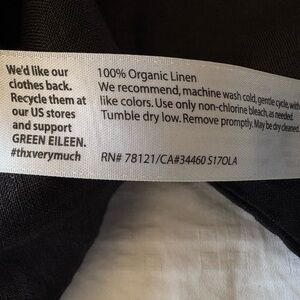 We'd like our
clothes back.
Recycle them at
our US stores
and support
GREEN EILEEN.
#thxverymuch
100% Organic Linen
We recommend, machine wash cold, gentle cycle, with
like colors. Use only non-chlorine bleach, as needed
Tumble dry low. Remove promptly. May be dry cleaned
RN# 78121/CA#34460 S17OLA